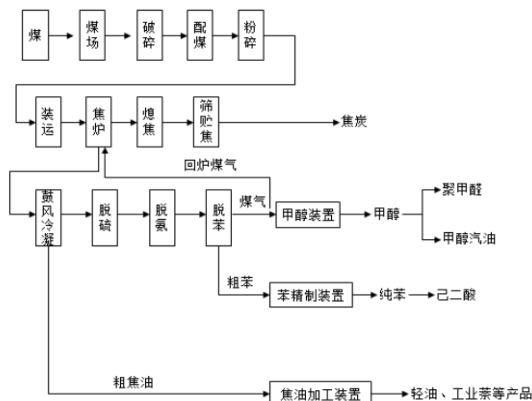 煤
煤场
破碎
配煤
粉碎
装运
焦炉
熄焦
筛贮焦
焦炭
回炉煤气
鼓风冷凝
脱硫
脱氨
脱苯
煤气
甲醇装置
甲醇
聚甲醛
甲醇汽油
粗苯
苯精制装置
纯苯
己二酸
粗焦油
焦油加工装置
轻油、工业萘等产品